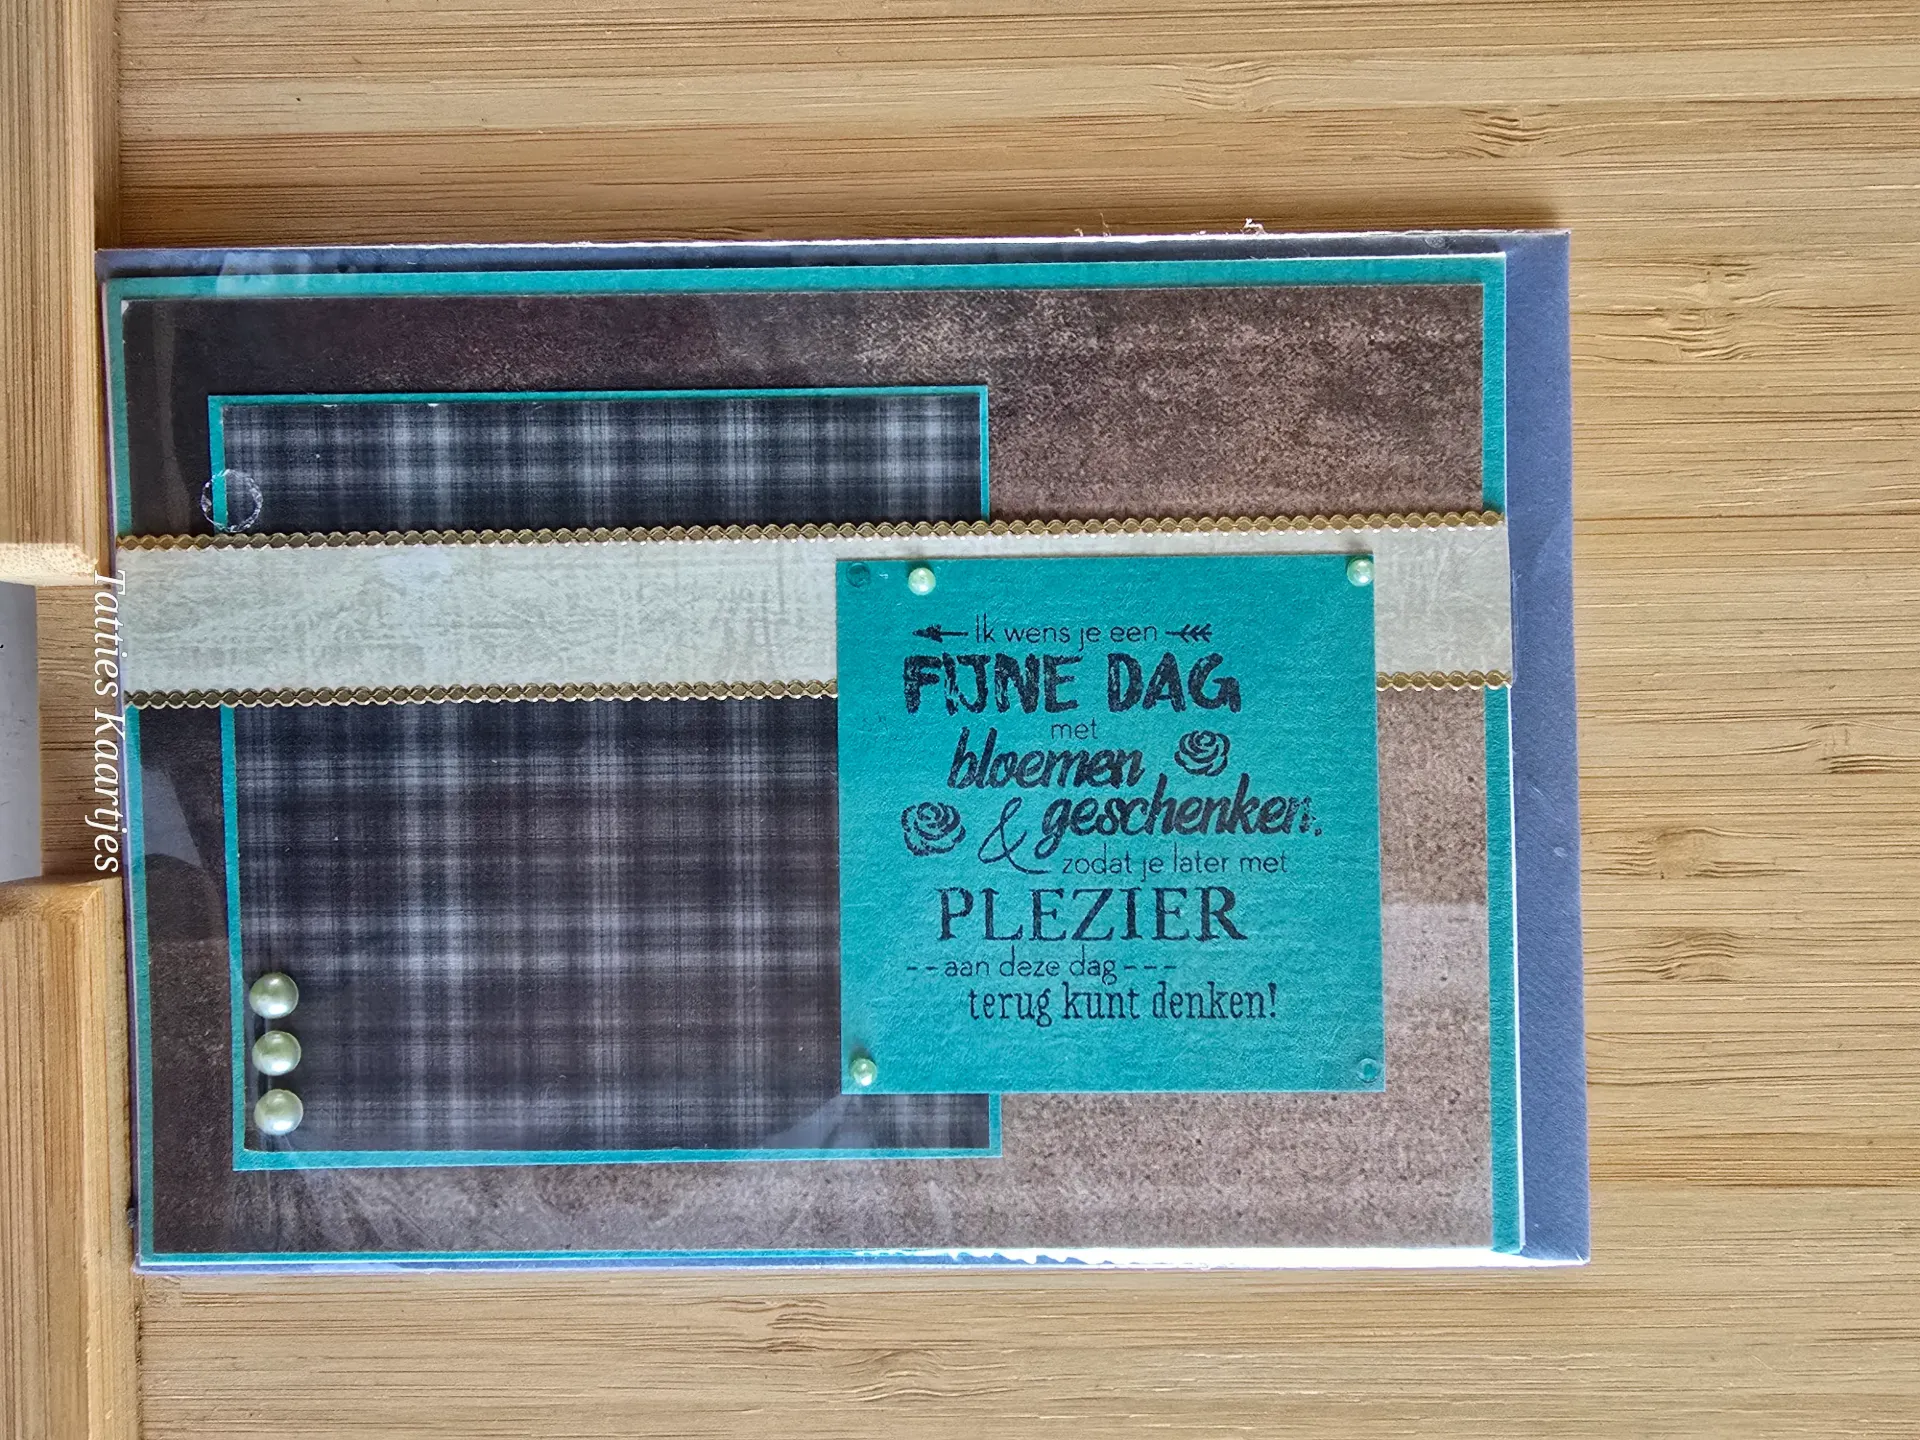 Ik wens je een
FIJNE DAG
met
bloemen
& geschenken,
zodat je later met
PLEZIER
--aan deze dag---
terug kunt denken!
Tatties Kaartjes